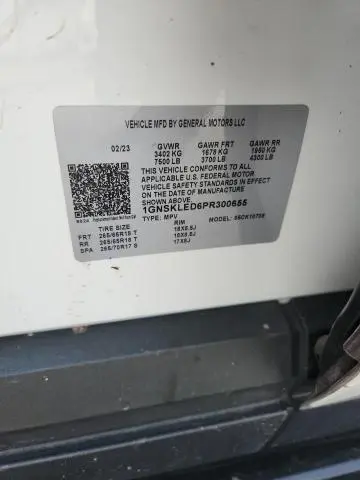 VEHICLE MFD BY GENERAL MOTORS LLC
02/23 GVWR GAWR FRT GAWR RR
3402 KG 1678 KG 1950 KG
7500 LB 3700 LB 4300 LB
THIS VEHICLE CONFORMS TO ALL
APPLICABLE U.S. FEDERAL MOTOR
VEHICLE SAFETY STANDARDS IN
EFFECT ON THE DATE OF MANUFACTURE
SHOWN ABOVE
1GNSKLED6PR300655
TYPE: MPV MODEL:
TIRE SIZE RIM
FRT 265/65R18 T 18X8.5J
RR 265/65R18 T 18X8.5J
SPA 265/70R17 S 17X8J